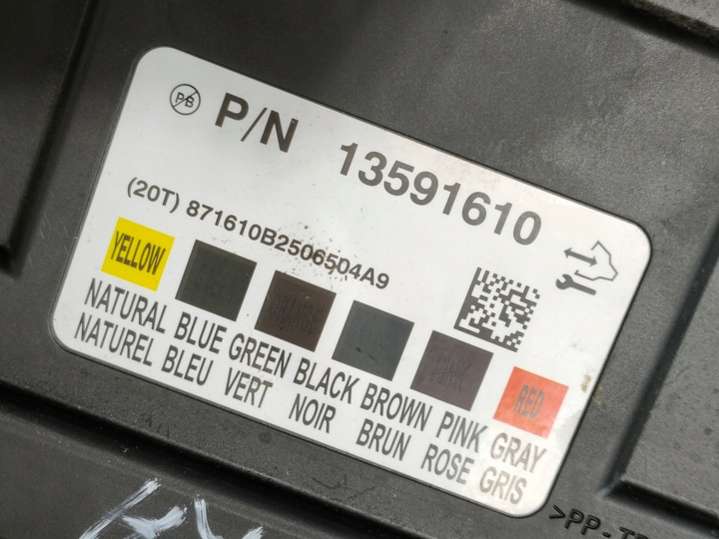 PB
P/N 13591610
(20T) 871610B2506504A9
YELLOW RED
NATURAL BLUE GREEN BLACK BROWN PINK GRAY
NATUREL BLEU VERT NOIR BRUN ROSE GRIS
>PP-T